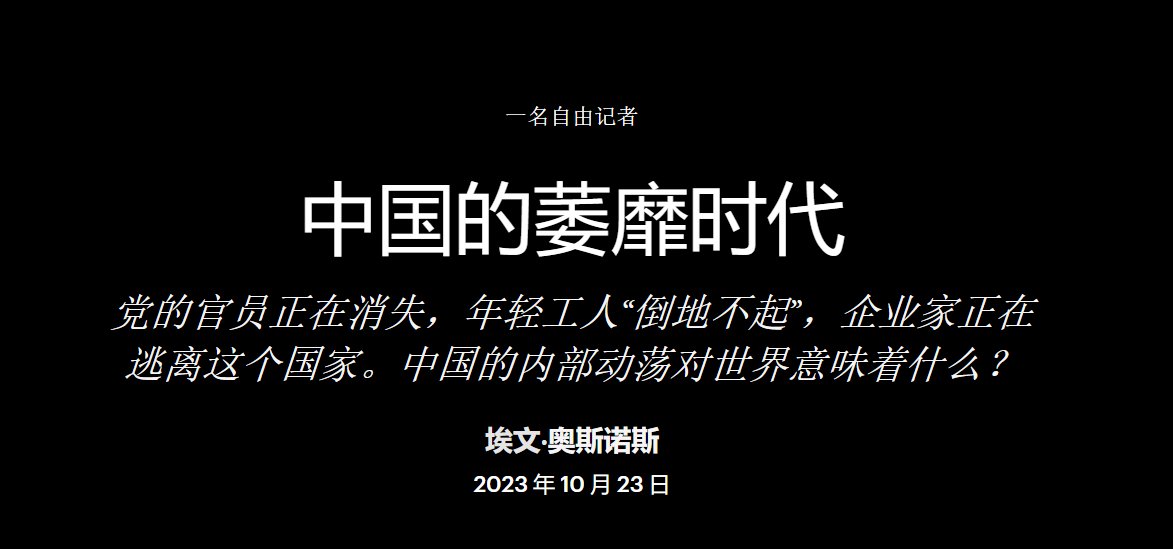 一名自由记者
中国的萎靡时代
党的官员正在消失，年轻工人“倒地不起”，企业家正在
逃离这个国家。中国的内部动荡对世界意味着什么？
埃文·奥斯诺斯
2023 年 10 月 23 日